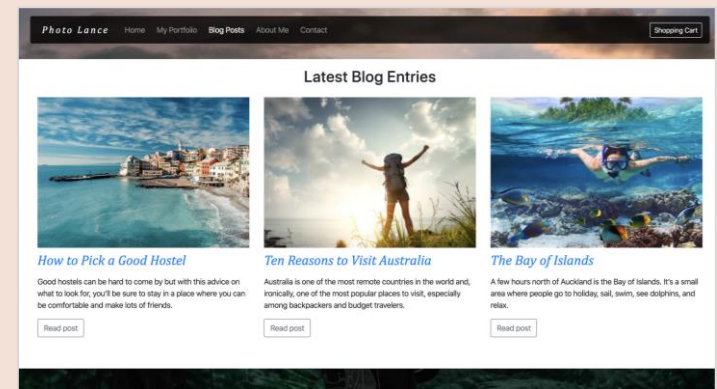 Photo Lance Home My Portfolio Blog Posts About Me Contact Shopping Cart
Latest Blog Entries
How to Pick a Good Hostel
Good hostels can be hard to come by but with this advice on
what to look for, you'll be sure to stay in a place where you can
be comfortable and make lots of friends.
Read post
Ten Reasons to Visit Australia
Australia is one of the most remote countries in the world and,
ironically, one of the most popular places to visit, especially
among backpackers and budget travelers.
Read post
The Bay of Islands
A few hours north of Auckland is the Bay of Islands. It's a small
area where people go to holiday, sail, swim, see dolphins, and
relax.
Read post